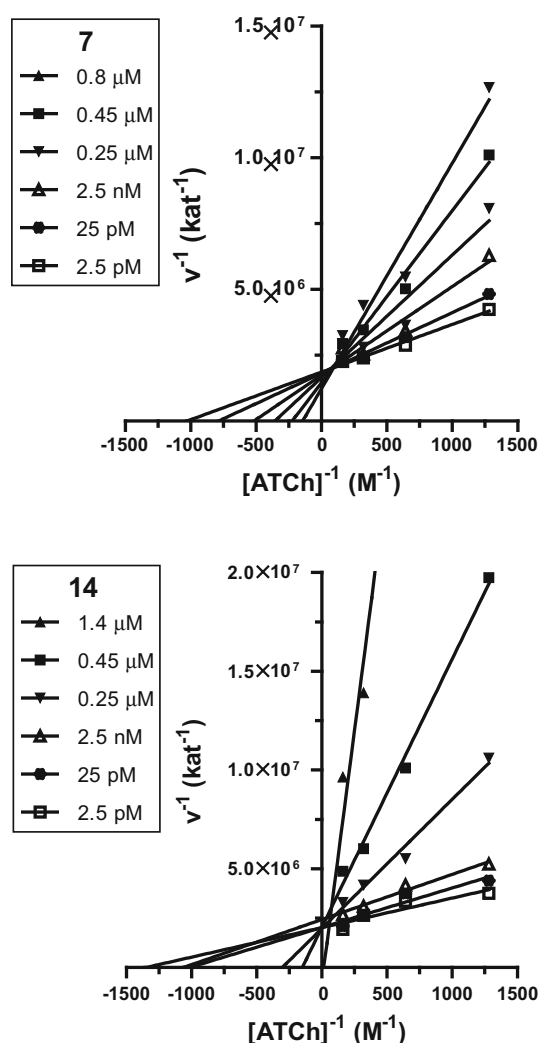 7
0.8 μM
0.45 μM
0.25 μM
2.5 nM
25 pM
2.5 pM
v⁻¹ (kat⁻¹)
1.5×10⁷
1.0×10⁷
5.0×10⁶
-1500 -1000 -500 0 500 1000 1500
[ATCh]⁻¹ (M⁻¹)
14
1.4 μM
0.45 μM
0.25 μM
2.5 nM
25 pM
2.5 pM
v⁻¹ (kat⁻¹)
2.0×10⁷
1.5×10⁷
1.0×10⁷
5.0×10⁶
-1500 -1000 -500 0 500 1000 1500
[ATCh]⁻¹ (M⁻¹)